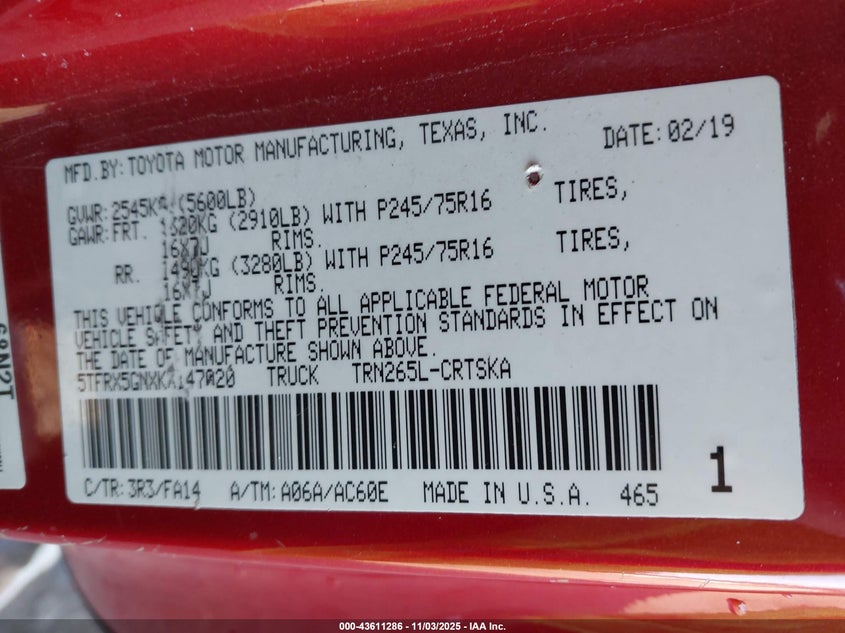 MFD.BY:TOYOTA MOTOR MANUFACTURING, TEXAS, INC. DATE:02/19
GVWR:2545KG (5600LB)
GAWR:FRT. 1320KG (2910LB) WITH P245/75R16 TIRES,
16X7J RIMS.
RR. 1490KG (3280LB) WITH P245/75R16 TIRES,
16X7J RIMS.
THIS VEHICLE CONFORMS TO ALL APPLICABLE FEDERAL MOTOR
VEHICLE SAFETY AND THEFT PREVENTION STANDARDS IN EFFECT ON
THE DATE OF MANUFACTURE SHOWN ABOVE.
5TFRX5GNXKX147020 TRUCK TRN265L-CRTSKA
C/TR:3R3/FA14 A/TM:A06A/AC60E MADE IN U.S.A. 465
1
000-43611286 - 11/03/2025 - IAA Inc.